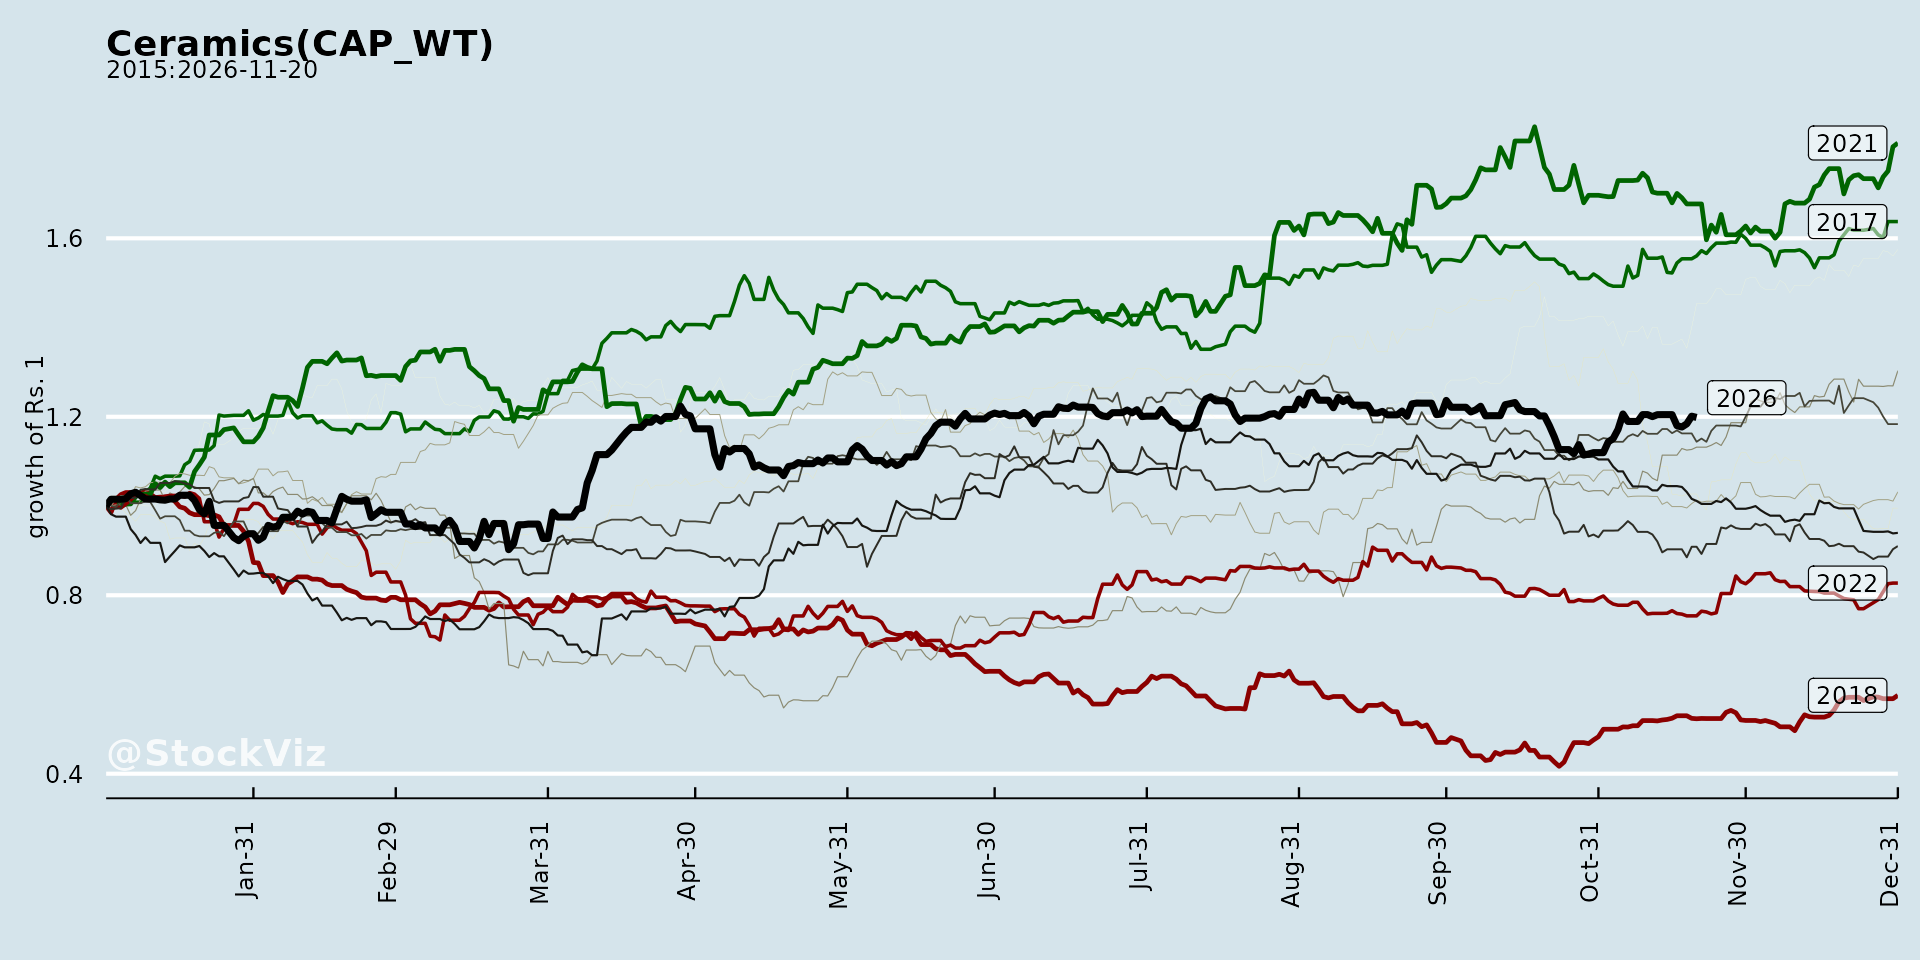 Ceramics(CAP_WT)
2015:2026-11-20
growth of Rs. 1
1.6
1.2
0.8
0.4
2021
2017
2026
2022
2018
@StockViz
Jan-31
Feb-29
Mar-31
Apr-30
May-31
Jun-30
Jul-31
Aug-31
Sep-30
Oct-31
Nov-30
Dec-31